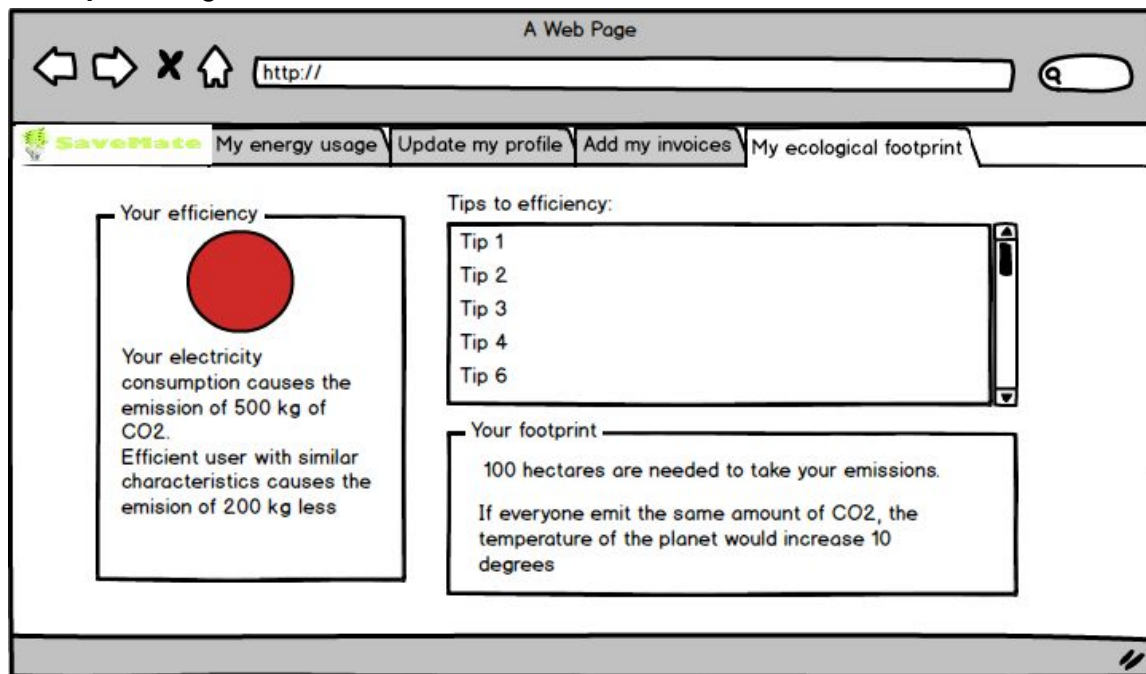 A Web Page
http://
SaveMate
My energy usage
Update my profile
Add my invoices
My ecological footprint
Your efficiency
Your electricity
consumption causes the
emission of 500 kg of
CO2.
Efficient user with similar
characteristics causes the
emision of 200 kg less
Tips to efficiency:
Tip 1
Tip 2
Tip 3
Tip 4
Tip 6
Your footprint
100 hectares are needed to take your emissions.
If everyone emit the same amount of CO2, the
temperature of the planet would increase 10
degrees